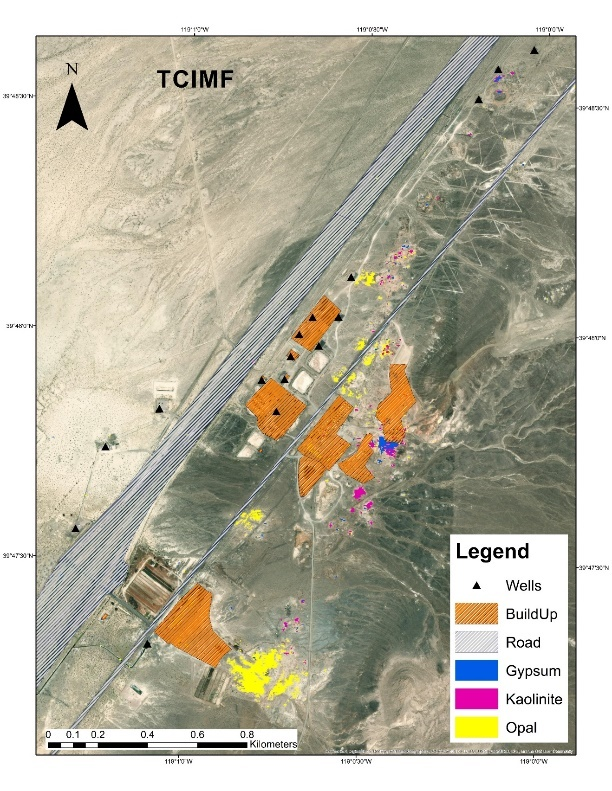 119°1'0"W 119°0'30"W 119°0'0"W
N
TCIMF
39°48'30"N 39°48'30"N
39°48'0"N 39°48'0"N
39°47'30"N 39°47'30"N
Legend
Wells
BuildUp
Road
Gypsum
Kaolinite
Opal
0 0.1 0.2 0.4 0.6 0.8
Kilometers
119°1'0"W 119°0'30"W 119°0'0"W